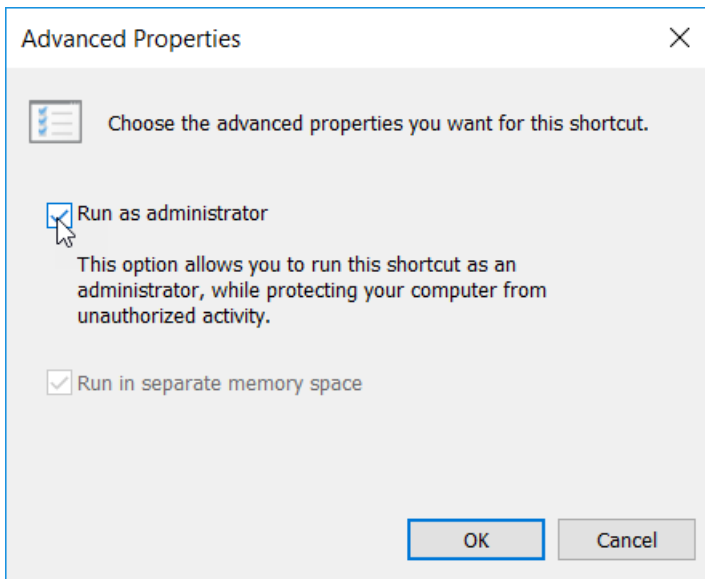 Advanced Properties
Choose the advanced properties you want for this shortcut.
Run as administrator
This option allows you to run this shortcut as an
administrator, while protecting your computer from
unauthorized activity.
Run in separate memory space
OK
Cancel